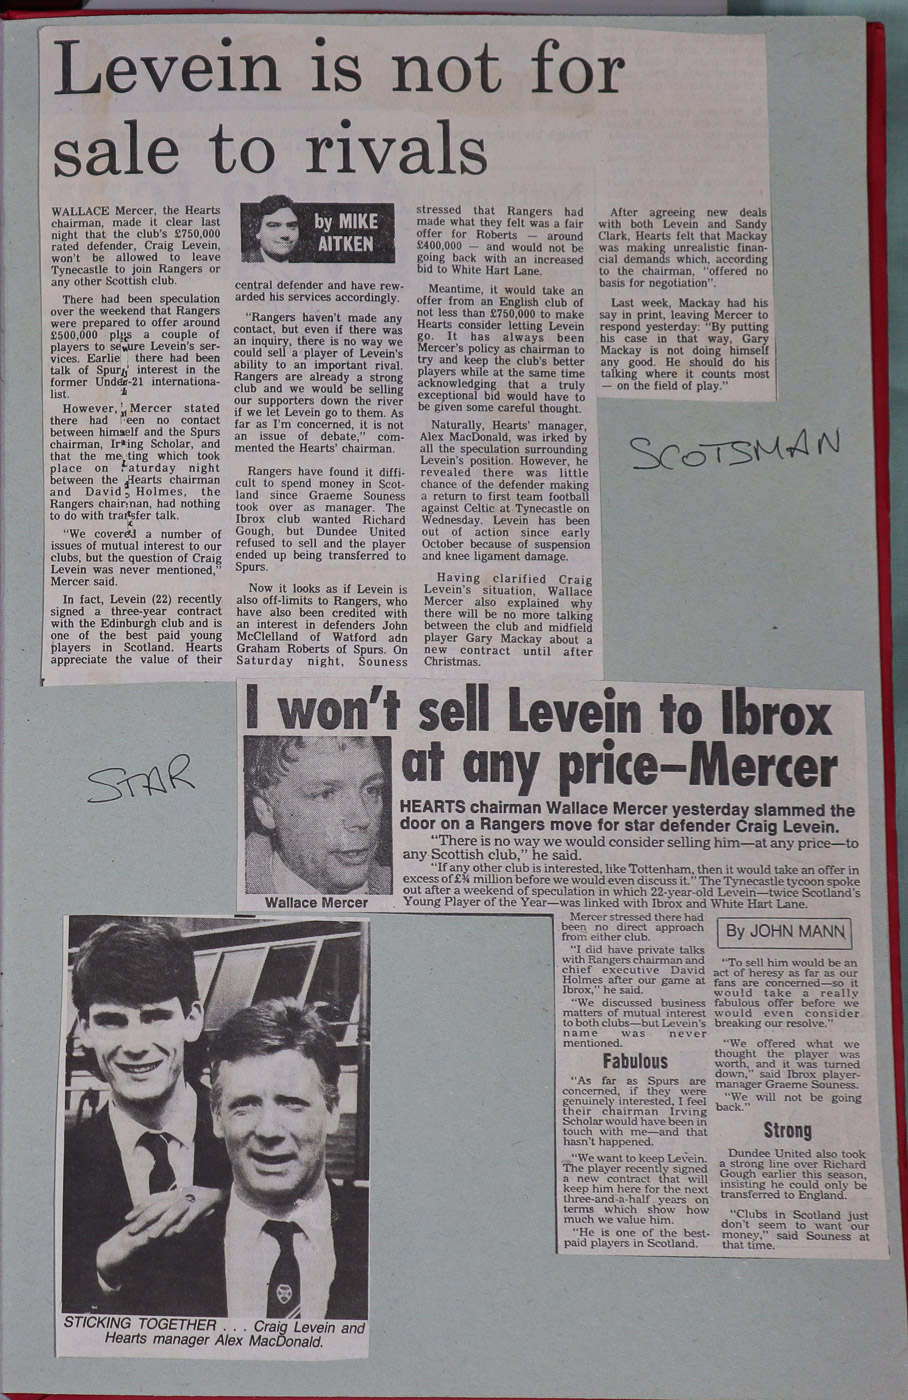 Levein is not for
sale to rivals
WALLACE Mercer, the Hearts
chairman, made it clear last
night that the club's £750,000
rated defender, Craig Levein,
won't be allowed to leave
Tynecastle to join Rangers or
any other Scottish club.
There had been speculation
over the weekend that Rangers
were prepared to offer around
£500,000 plus a couple of
players to secure Levein's ser-
vices. Earlie there had been
talk of Spurs' interest in the
former Under-21 internationa-
list.
However, Mercer stated
there had been no contact
between himself and the Spurs
chairman, Irving Scholar, and
that the meeting which took
place on Saturday night
between the Hearts chairman
and David Holmes, the
Rangers chairman, had nothing
to do with transfer talk.
"We covered a number of
issues of mutual interest to our
clubs, but the question of Craig
Levein was never mentioned,"
Mercer said.
In fact, Levein (22) recently
signed a three-year contract
with the Edinburgh club and is
one of the best paid young
players in Scotland. Hearts
appreciate the value of their
by MIKE
AITKEN
central defender and have rew-
arded his services accordingly.
"Rangers haven't made any
contact, but even if there was
an inquiry, there is no way we
could sell a player of Levein's
ability to an important rival.
Rangers are already a strong
club and we would be selling
our supporters down the river
if we let Levein go to them. As
far as I'm concerned, it is not
an issue of debate," com-
mented the Hearts' chairman.
Rangers have found it diffi-
cult to spend money in Scot-
land since Graeme Souness
took over as manager. The
Ibrox club wanted Richard
Gough, but Dundee United
refused to sell and the player
ended up being transferred to
Spurs.
Now it looks as if Levein is
also off-limits to Rangers, who
have also been credited with
an interest in defenders John
McClelland of Watford adn
Graham Roberts of Spurs. On
Saturday night, Souness
stressed that Rangers had
made what they felt was a fair
offer for Roberts — around
£400,000 — and would not be
going back with an increased
bid to White Hart Lane.
Meantime, it would take an
offer from an English club of
not less than £750,000 to make
Hearts consider letting Levein
go. It has always been
Mercer's policy as chairman to
try and keep the club's better
players while at the same time
acknowledging that a truly
exceptional bid would have to
be given some careful thought.
Naturally, Hearts' manager,
Alex MacDonald, was irked by
all the speculation surrounding
Levein's position. However, he
revealed there was little
chance of the defender making
a return to first team football
against Celtic at Tynecastle on
Wednesday. Levein has been
out of action since early
October because of suspension
and knee ligament damage.
Having clarified Craig
Levein's situation, Wallace
Mercer also explained why
there will be no more talking
between the club and midfield
player Gary Mackay about a
new contract until after
Christmas.
After agreeing new deals
with both Levein and Sandy
Clark, Hearts felt that Mackay
was making unrealistic finan-
cial demands which, according
to the chairman, "offered no
basis for negotiation".
Last week, Mackay had his
say in print, leaving Mercer to
respond yesterday: "By putting
his case in that way, Gary
Mackay is not doing himself
any good. He should do his
talking where it counts most
— on the field of play."
SCOTSMAN
STAR
I won't sell Levein to Ibrox
at any price—Mercer
Wallace Mercer
HEARTS chairman Wallace Mercer yesterday slammed the
door on a Rangers move for star defender Craig Levein.
"There is no way we would consider selling him—at any price—to
any Scottish club," he said.
"If any other club is interested, like Tottenham, then it would take an offer in
excess of £¾ million before we would even discuss it." The Tynecastle tycoon spoke
out after a weekend of speculation in which 22-year-old Levein—twice Scotland's
Young Player of the Year—was linked with Ibrox and White Hart Lane.
Mercer stressed there had
been no direct approach
from either club.
"I did have private talks
with Rangers chairman and
chief executive David
Holmes after our game at
Ibrox," he said.
"We discussed business
matters of mutual interest
to both clubs—but Levein's
name was never
mentioned.
Fabulous
"As far as Spurs are
concerned, if they were
genuinely interested, I feel
their chairman Irving
Scholar would have been in
touch with me—and that
hasn't happened.
"We want to keep Levein.
The player recently signed
a new contract that will
keep him here for the next
three-and-a-half years on
terms which show how
much we value him.
"He is one of the best-
paid players in Scotland.
By JOHN MANN
"To sell him would be an
act of heresy as far as our
fans are concerned—so it
would take a really
fabulous offer before we
would even consider
breaking our resolve."
"We offered what we
thought the player was
worth, and it was turned
down," said Ibrox player-
manager Graeme Souness.
"We will not be going
back."
Strong
Dundee United also took
a strong line over Richard
Gough earlier this season,
insisting he could only be
transferred to England.
"Clubs in Scotland just
don't seem to want our
money," said Souness at
that time.
STICKING TOGETHER . . . Craig Levein and
Hearts manager Alex MacDonald.